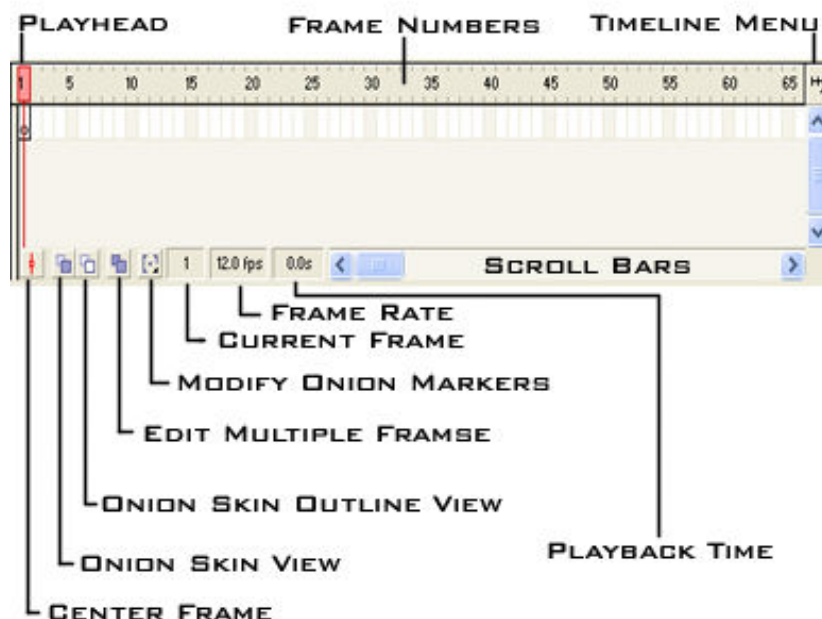 PLAYHEAD FRAME NUMBERS TIMELINE MENU
1 5 10 15 20 25 30 35 40 45 50 55 60 65
1 12.0 fps 0.0s SCROLL BARS
FRAME RATE
CURRENT FRAME
MODIFY ONION MARKERS
EDIT MULTIPLE FRAMSE
ONION SKIN OUTLINE VIEW
PLAYBACK TIME
ONION SKIN VIEW
CENTER FRAME